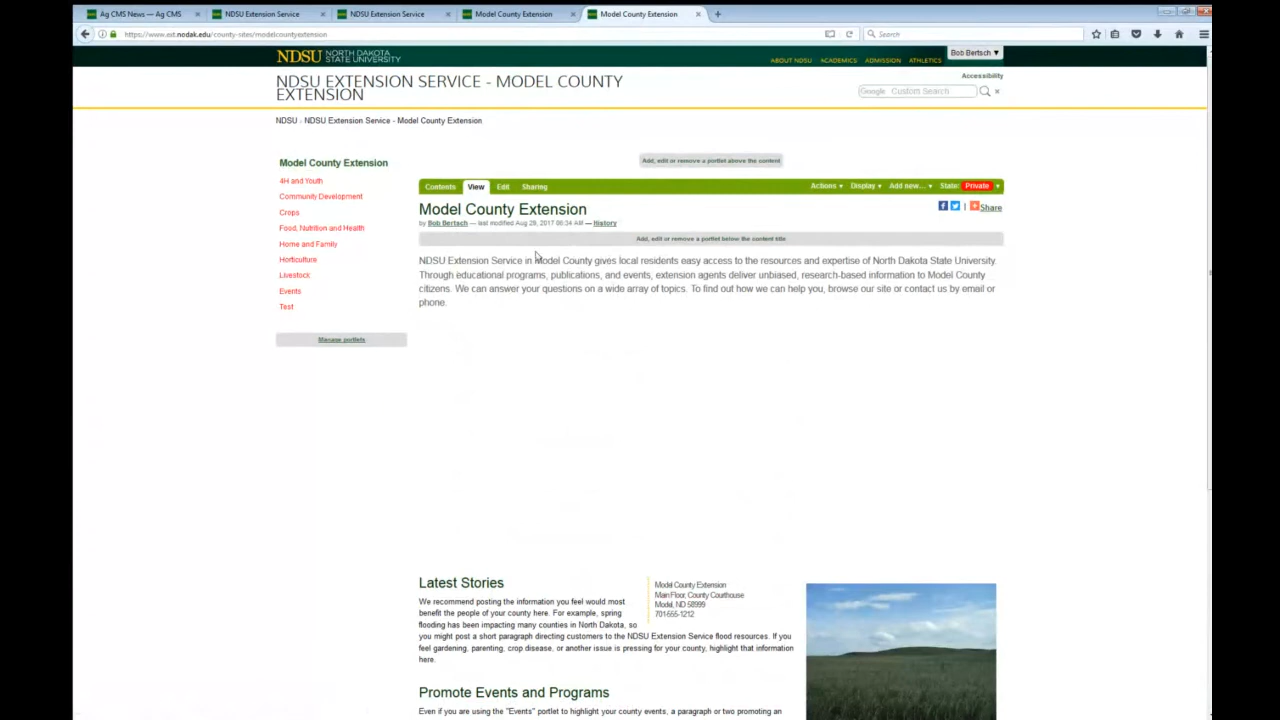 Ag CMS News — Ag CMS × NDSU Extension Service × NDSU Extension Service × Model County Extension × Model County Extension × +
https://www.ext.nodak.edu/county-sites/modelcountyextension Search
NDSU NORTH DAKOTA STATE UNIVERSITY
Bob Bertsch ▼
ABOUT NDSU ACADEMICS ADMISSION ATHLETICS
Accessibility
NDSU EXTENSION SERVICE - MODEL COUNTY
EXTENSION
Google Custom Search ×
NDSU › NDSU Extension Service › Model County Extension
Model County Extension
4H and Youth
Community Development
Crops
Food, Nutrition and Health
Home and Family
Horticulture
Livestock
Events
Test
Manage portlets
Add, edit or remove a portlet above the content
Contents View Edit Sharing Actions ▾ Display ▾ Add new… ▾ State: Private ▾
Model County Extension
Share
by Bob Bertsch — last modified Aug 29, 2017 06:34 AM — History
Add, edit or remove a portlet below the content title
NDSU Extension Service in Model County gives local residents easy access to the resources and expertise of North Dakota State University.
Through educational programs, publications, and events, extension agents deliver unbiased, research-based information to Model County
citizens. We can answer your questions on a wide array of topics. To find out how we can help you, browse our site or contact us by email or
phone.
Latest Stories
We recommend posting the information you feel would most
benefit the people of your county here. For example, spring
flooding has been impacting many counties in North Dakota, so
you might post a short paragraph directing customers to the NDSU Extension Service flood resources. If you
feel gardening, parenting, crop disease, or another issue is pressing for your county, highlight that information
here.
Model County Extension
Main Floor, County Courthouse
Model, ND 58999
701-555-1212
Promote Events and Programs
Even if you are using the "Events" portlet to highlight your county events, a paragraph or two promoting an